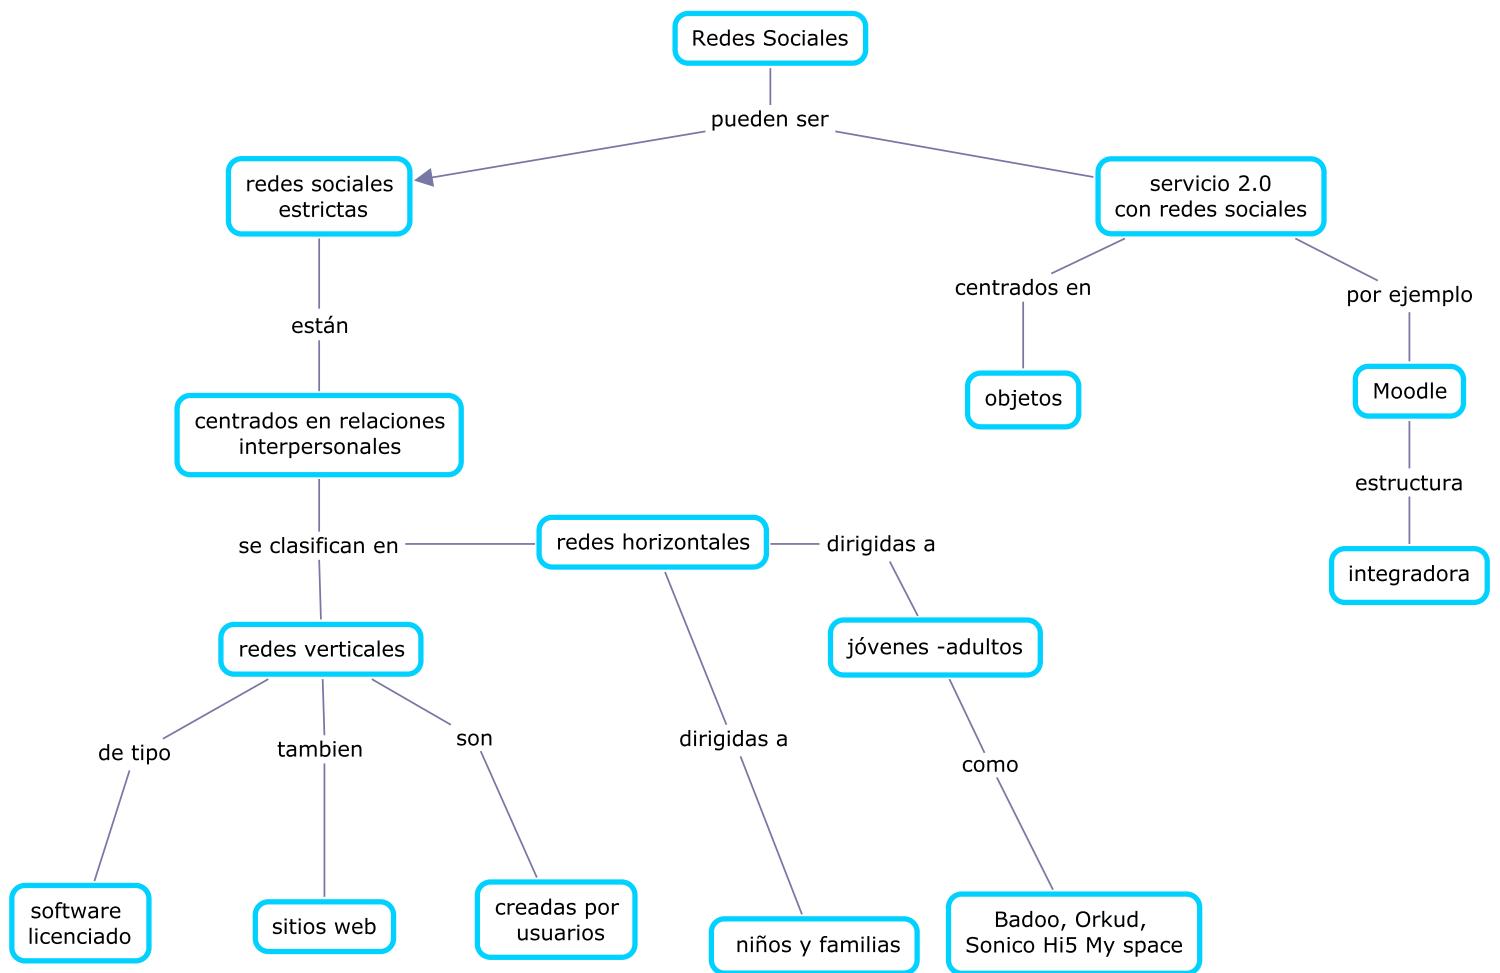 Redes Sociales
pueden ser
redes sociales
estrictas
servicio 2.0
con redes sociales
centrados en
por ejemplo
están
objetos
Moodle
centrados en relaciones
interpersonales
estructura
se clasifican en
redes horizontales
dirigidas a
integradora
redes verticales
jóvenes -adultos
de tipo
tambien
son
dirigidas a
como
software
licenciado
sitios web
creadas por
usuarios
niños y familias
Badoo, Orkud,
Sonico Hi5 My space